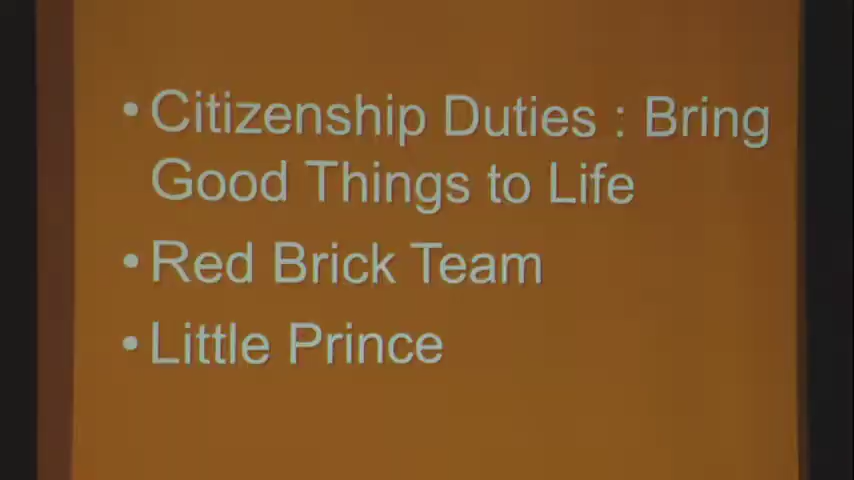 • Citizenship Duties : Bring
Good Things to Life
• Red Brick Team
• Little Prince